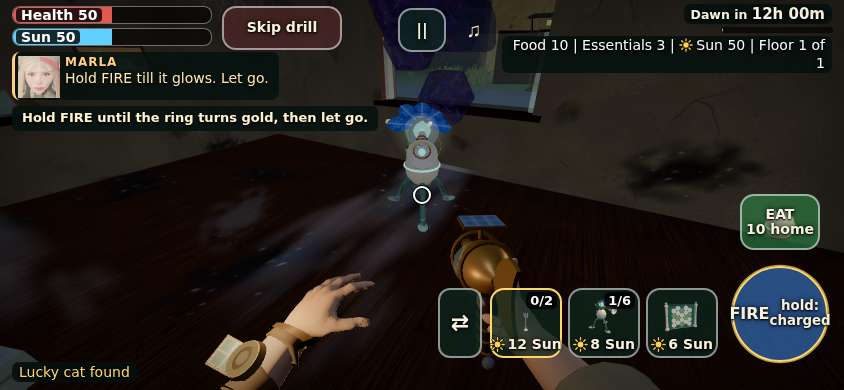 Health 50
Sun 50
Skip drill
Dawn in 12h 00m
Food 10 | Essentials 3 | ☀Sun 50 | Floor 1 of
1
MARLA
Hold FIRE till it glows. Let go.
Hold FIRE until the ring turns gold, then let go.
EAT
10 home
0/2
☀12 Sun
1/6
☀8 Sun
☀6 Sun
FIRE hold:
charged
Lucky cat found